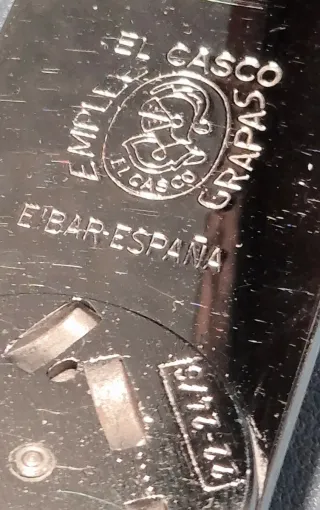 EMPLEE EL CASCO GRAPAS
EL CASCO
EIBAR-ESPAÑA